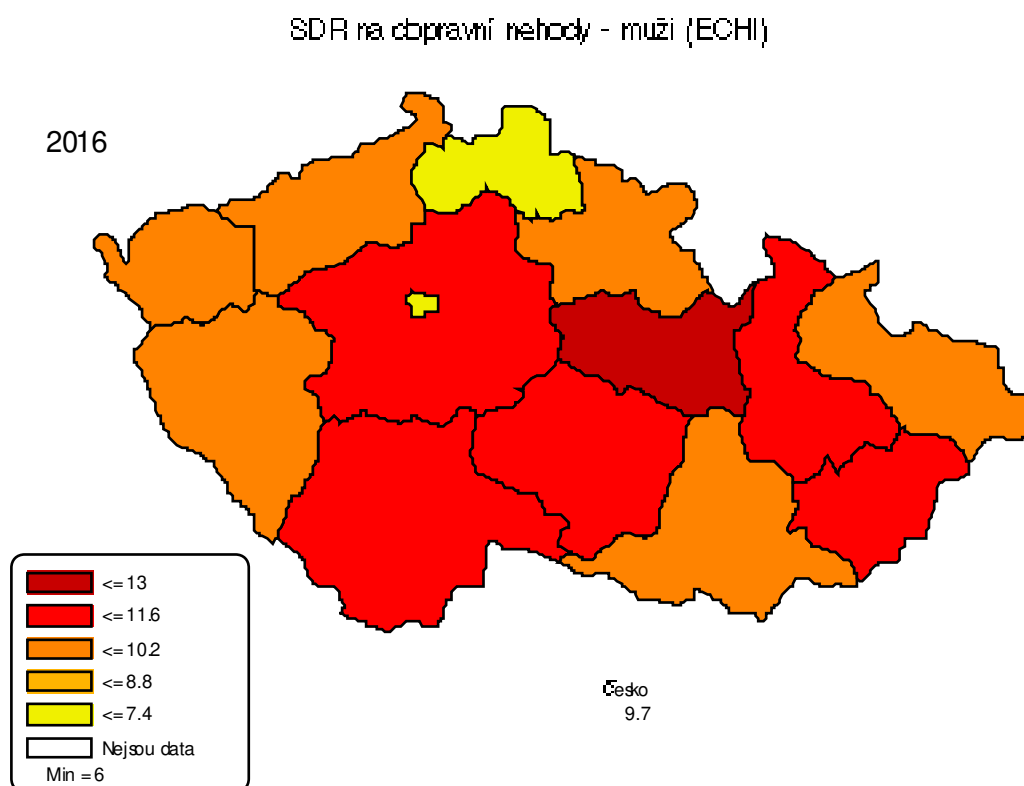 SDR na dopravní nehody - muži (ECHI)
2016
<=13
<=11.6
<=10.2
<=8.8
<=7.4
Nejsou data
Min = 6
Česko
9.7